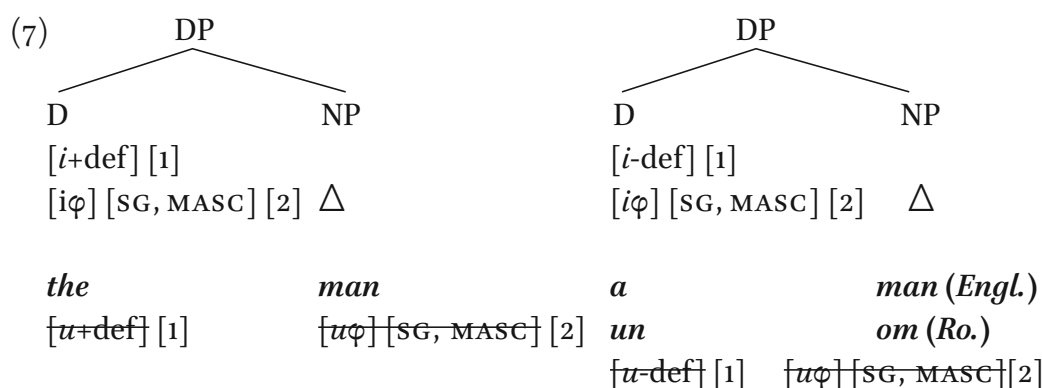 (7) DP DP
D NP D NP
[i+def] [1] [i-def] [1]
[iφ] [SG, MASC] [2] △ [iφ] [SG, MASC] [2] △
the man a man (Engl.)
[u+def] [1] [uφ] [SG, MASC] [2] un om (Ro.)
[u-def] [1] [uφ] [SG, MASC] [2]